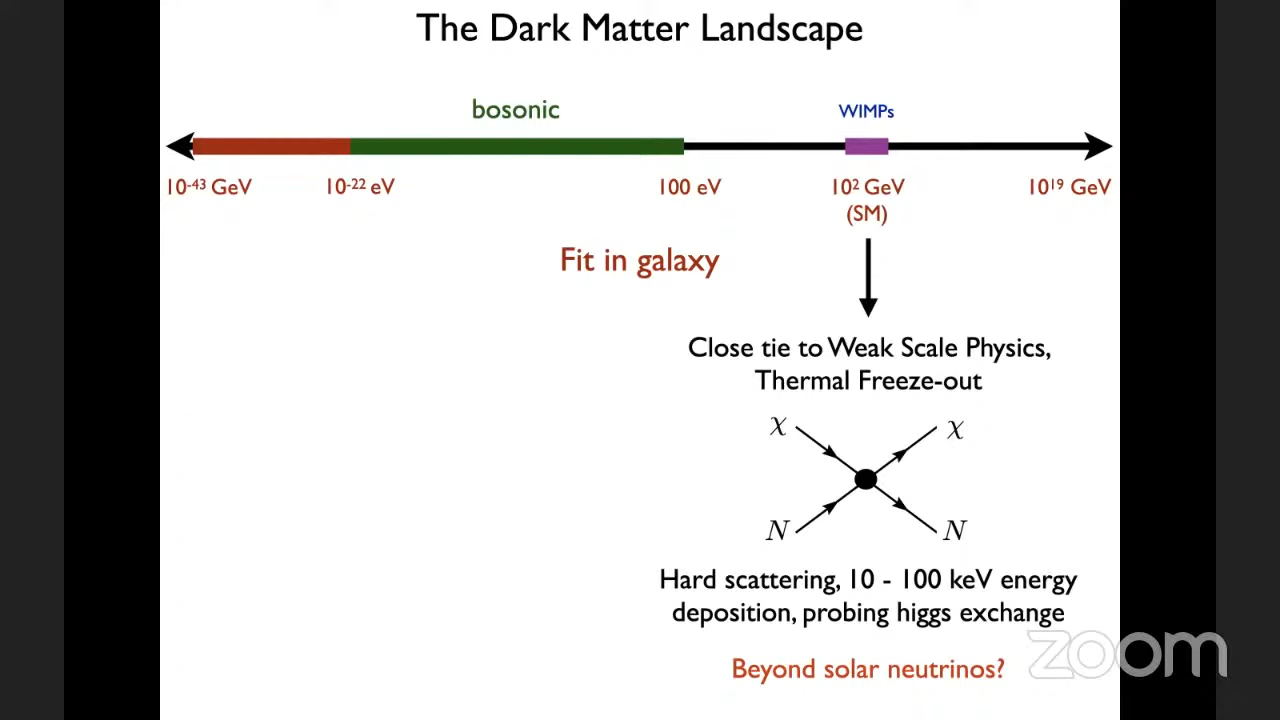 The Dark Matter Landscape
bosonic
WIMPs
10-43 GeV
10-22 eV
100 eV
10² GeV
(SM)
10¹⁹ GeV
Fit in galaxy
Close tie to Weak Scale Physics,
Thermal Freeze-out
χ
χ
N
N
Hard scattering, 10 - 100 keV energy
deposition, probing higgs exchange
zoom
Beyond solar neutrinos?